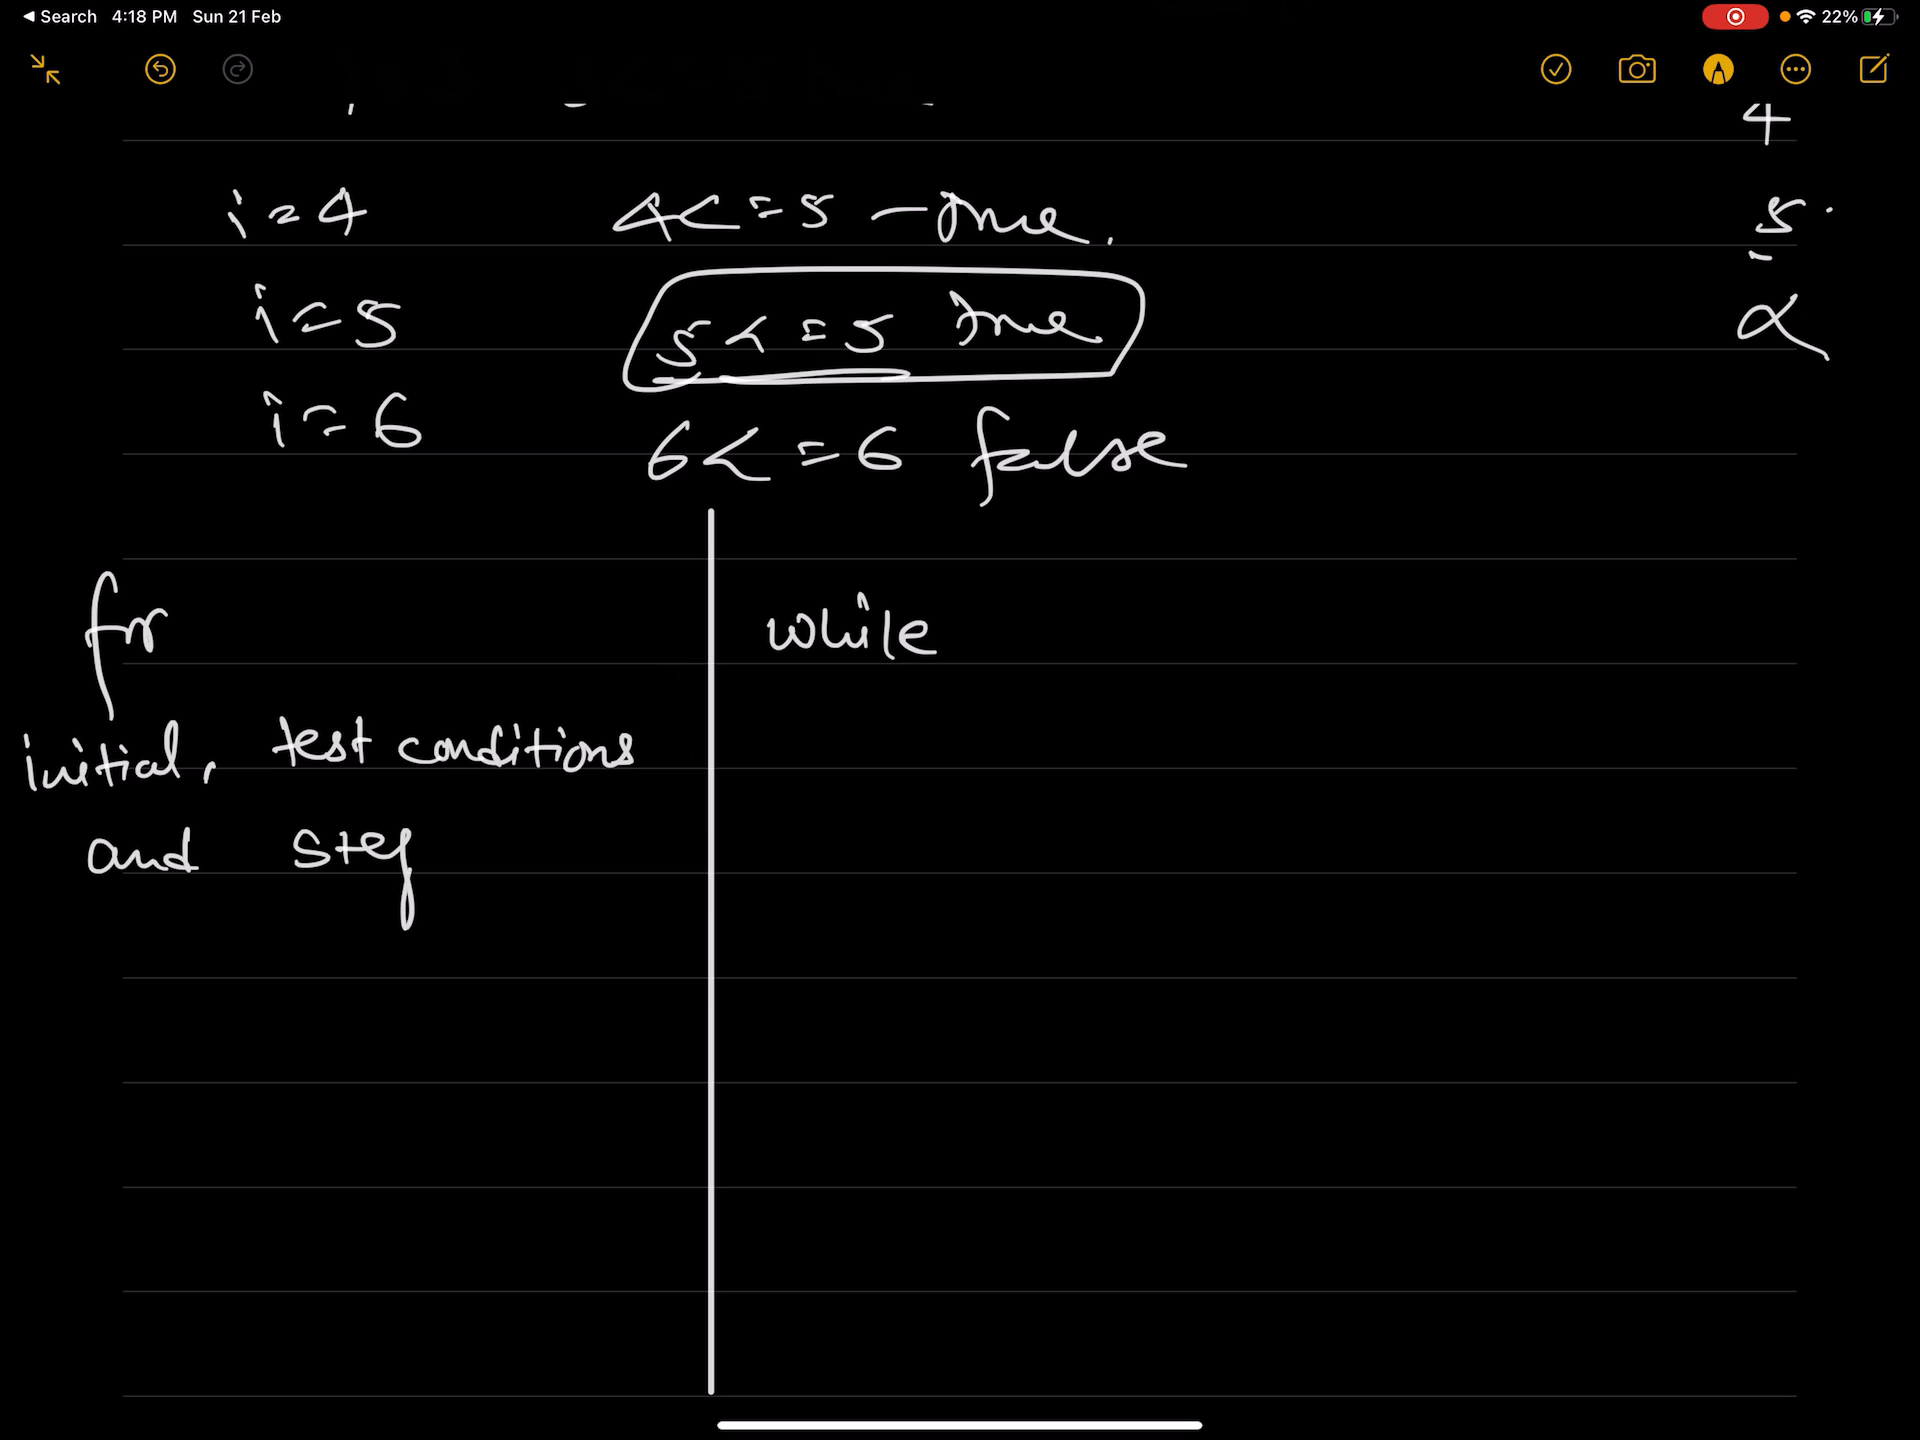 Search 4:18 PM Sun 21 Feb 22%
4
i=4 4<=5 - true. 5.
i=5 5<=5 true α
i=6 6<=6 false
for while
initial, test conditions
and step